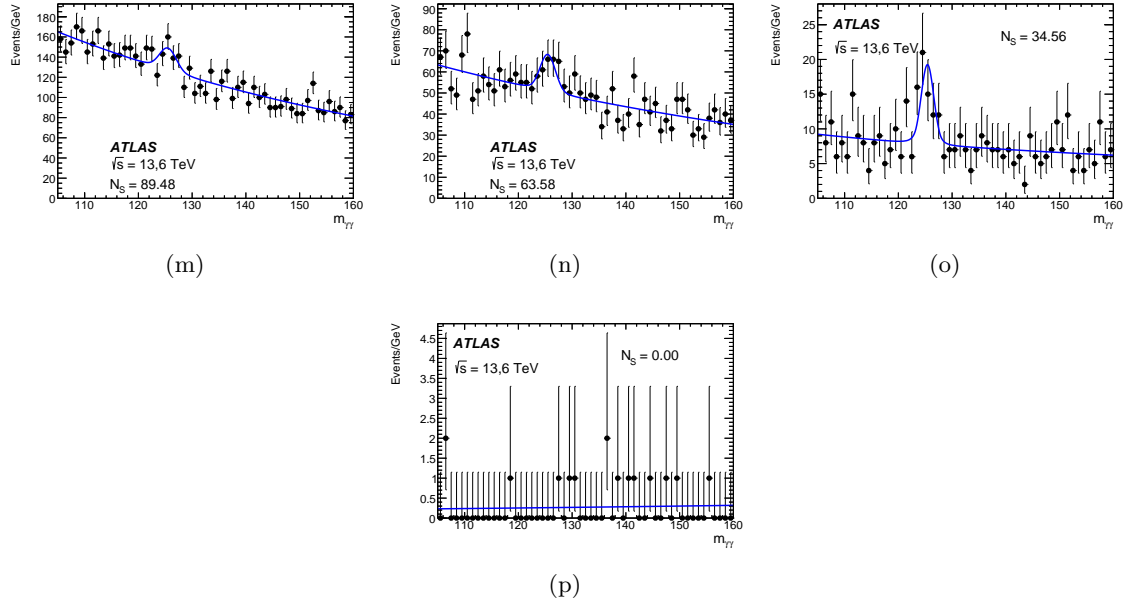 Events/GeV
180
160
140
120
100
80
60
40
20
0
ATLAS
√s = 13,6 TeV
N_S = 89.48
110 120 130 140 150 160
m_γγ
(m)
Events/GeV
90
80
70
60
50
40
30
20
10
0
ATLAS
√s = 13,6 TeV
N_S = 63.58
110 120 130 140 150 160
m_γγ
(n)
Events/GeV
25
20
15
10
5
0
ATLAS
√s = 13,6 TeV
N_S = 34.56
110 120 130 140 150 160
m_γγ
(o)
Events/GeV
4.5
4
3.5
3
2.5
2
1.5
1
0.5
0
ATLAS
√s = 13,6 TeV
N_S = 0.00
110 120 130 140 150 160
m_γγ
(p)